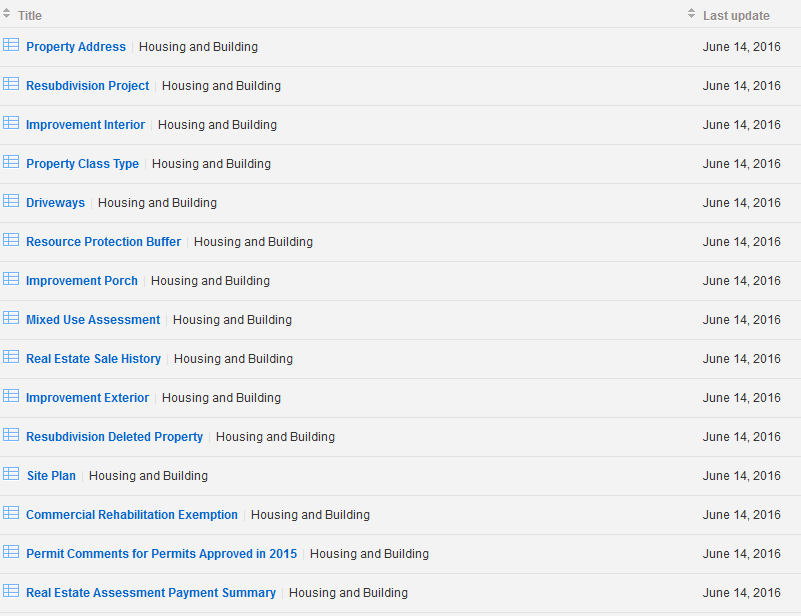 Title Last update
Property Address | Housing and Building June 14, 2016
Resubdivision Project | Housing and Building June 14, 2016
Improvement Interior | Housing and Building June 14, 2016
Property Class Type | Housing and Building June 14, 2016
Driveways | Housing and Building June 14, 2016
Resource Protection Buffer | Housing and Building June 14, 2016
Improvement Porch | Housing and Building June 14, 2016
Mixed Use Assessment | Housing and Building June 14, 2016
Real Estate Sale History | Housing and Building June 14, 2016
Improvement Exterior | Housing and Building June 14, 2016
Resubdivision Deleted Property | Housing and Building June 14, 2016
Site Plan | Housing and Building June 14, 2016
Commercial Rehabilitation Exemption | Housing and Building June 14, 2016
Permit Comments for Permits Approved in 2015 | Housing and Building June 14, 2016
Real Estate Assessment Payment Summary | Housing and Building June 14, 2016